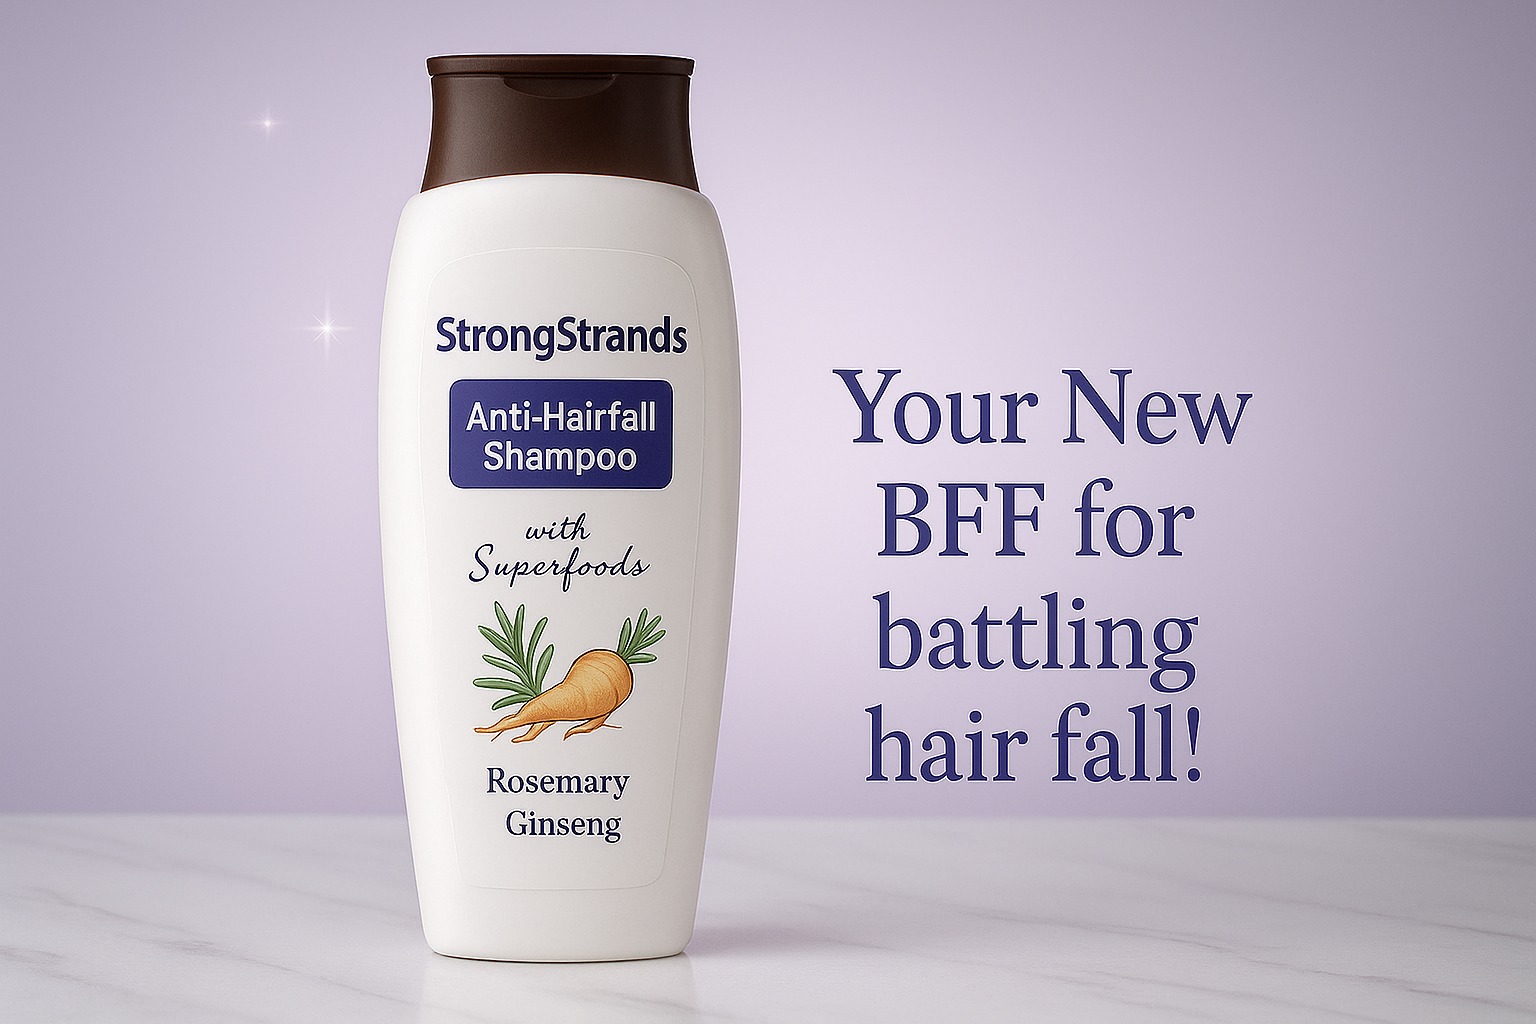 StrongStrands
Anti-Hairfall
Shampoo
with
Superfoods
Rosemary
Ginseng
Your New
BFF for
battling
hair fall!